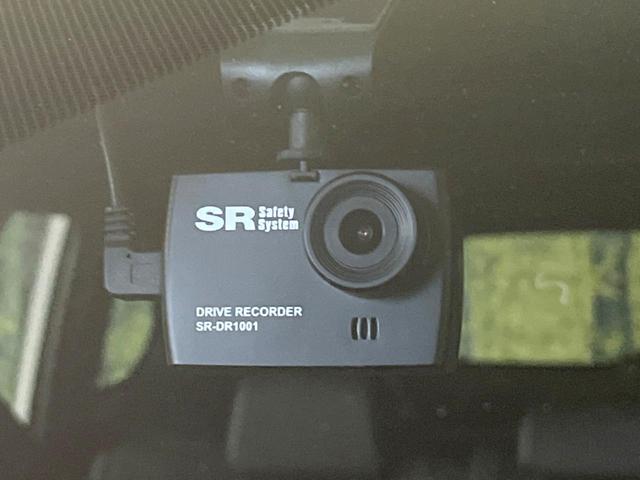 SR Safety System
DRIVE RECORDER
SR-DR1001